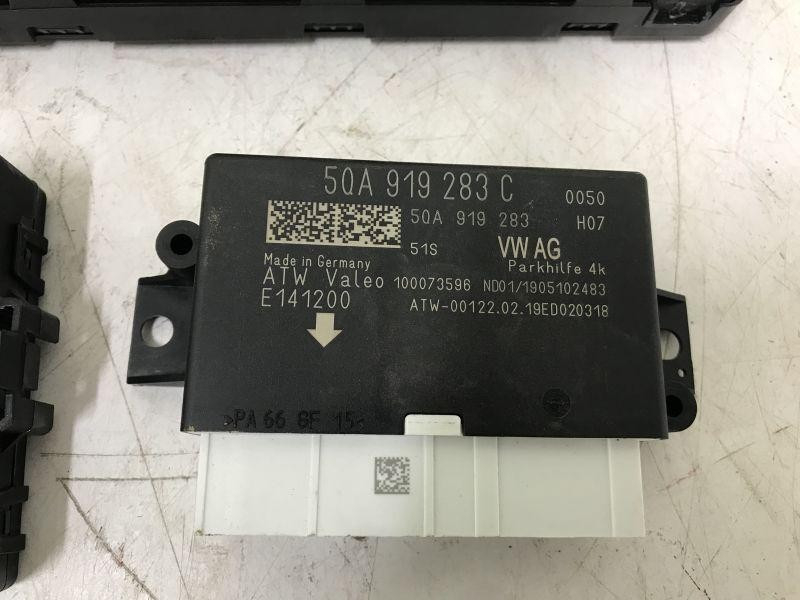 5QA 919 283 C 0050
5QA 919 283 H07
51S VW AG
Made in Germany Parkhilfe 4k
ATW Valeo 100073596 ND01/1905102483
E141200 ATW-00122.02.19ED020318
>PA 66 GF 15<